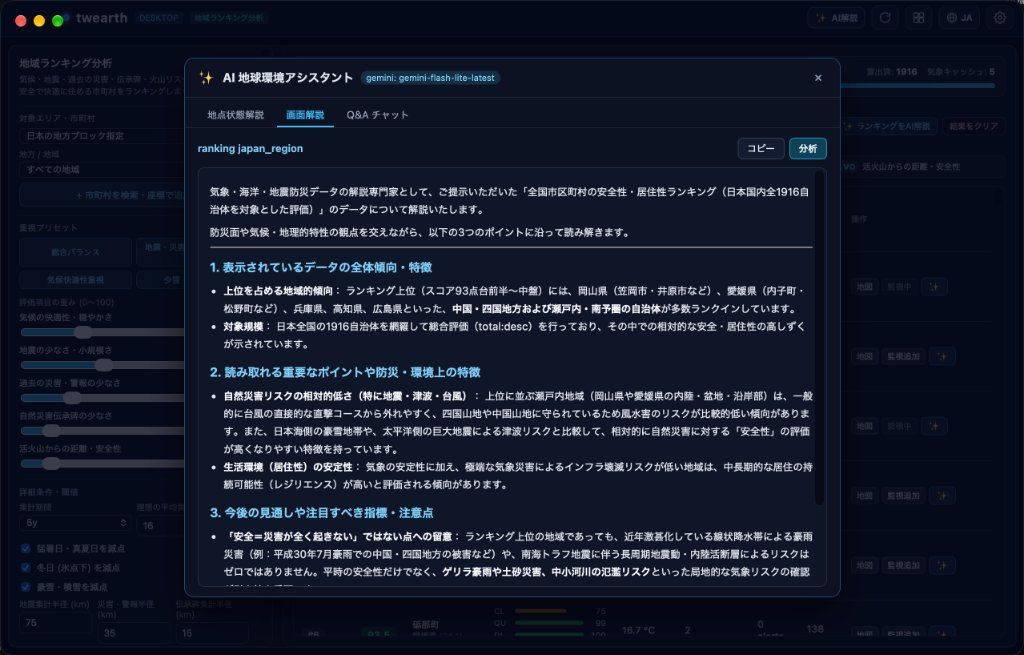 twearth DESKTOP 地域ランキング分析
AI解説
JA
地域ランキング分析
気候・地震・過去の災害・伝承碑・火山リス
安全で快適に住める市町村をランキングしま
算出済: 1916 気象キャッシュ: 5
対象エリア・市町村
日本の地方ブロック指定
地方 / 地域
すべての地域
+ 市町村を検索・座標で追
ランキングをAI解説
結果をクリア
VO 活火山からの距離・安全性
操作
重視プリセット
総合バランス
地震・災害
気候快適性重視
少雪
評価項目の重み (0〜100)
気候の快適性・穏やかさ
地震の少なさ・小規模さ
過去の災害・警報の少なさ
自然災害伝承碑の少なさ
活火山からの距離・安全性
詳細条件・閾値
集計期間
理想の平均気
5y
16
猛暑日・真夏日を減点
冬日 (氷点下) を減点
豪雪・積雪を減点
地震集計半径 (km)
災害・警報半径 (km)
伝承碑集計半径 (km)
75
35
15
AI 地球環境アシスタント gemini: gemini-flash-lite-latest
地点状態解説 画面解説 Q&A チャット
ranking japan_region
コピー
分析
気象・海洋・地震防災データの解説専門家として、ご提示いただいた「全国市区町村の安全性・居住性ランキング（日本国内全1916自
治体を対象とした評価）」のデータについて解説いたします。
防災面や気候・地理的特性の観点を交えながら、以下の3つのポイントに沿って読み解きます。
1. 表示されているデータの全体傾向・特徴
• 上位を占める地域的傾向： ランキング上位（スコア93点台前半〜中盤）には、岡山県（笠岡市・井原市など）、愛媛県（内子町・
松野町など）、兵庫県、高知県、広島県といった、中国・四国地方および瀬戸内・南予圏の自治体が多数ランクインしています。
• 対象規模： 日本全国の1916自治体を網羅して総合評価（total:desc）を行っており、その中での相対的な安全・居住性の高しずく
が示されています。
2. 読み取れる重要なポイントや防災・環境上の特徴
• 自然災害リスクの相対的低さ（特に地震・津波・台風）： 上位に並ぶ瀬戸内地域（岡山県や愛媛県の内陸・盆地・沿岸部）は、一般
的に台風の直接的な直撃コースから外れやすく、四国山地や中国山地に守られているため風水害のリスクが比較的低い傾向がありま
す。また、日本海側の豪雪地帯や、太平洋側の巨大地震による津波リスクと比較して、相対的に自然災害に対する「安全性」の評価
が高くなりやすい特徴を持っています。
• 生活環境（居住性）の安定性： 気象の安定性に加え、極端な気象災害によるインフラ壊滅リスクが低い地域は、中長期的な居住の持
続可能性（レジリエンス）が高いと評価される傾向があります。
3. 今後の見通しや注目すべき指標・注意点
• 「安全＝災害が全く起きない」ではない点への留意： ランキング上位の地域であっても、近年激甚化している線状降水帯による豪雨
災害（例：平成30年7月豪雨での中国・四国地方の被害など）や、南海トラフ地震に伴う長周期地震動・内陸活断層によるリスクは
ゼロではありません。平時の安全性だけでなく、ゲリラ豪雨や土砂災害、中小河川の氾濫リスクといった局地的な気象リスクの確認
地図 監視中
地図 監視追加
地図 監視中
地図 監視追加
地図 監視追加
#6 93.5 砥部町 CL 75
QU 99
16.7 °C 2 0 138
地図 監視追加